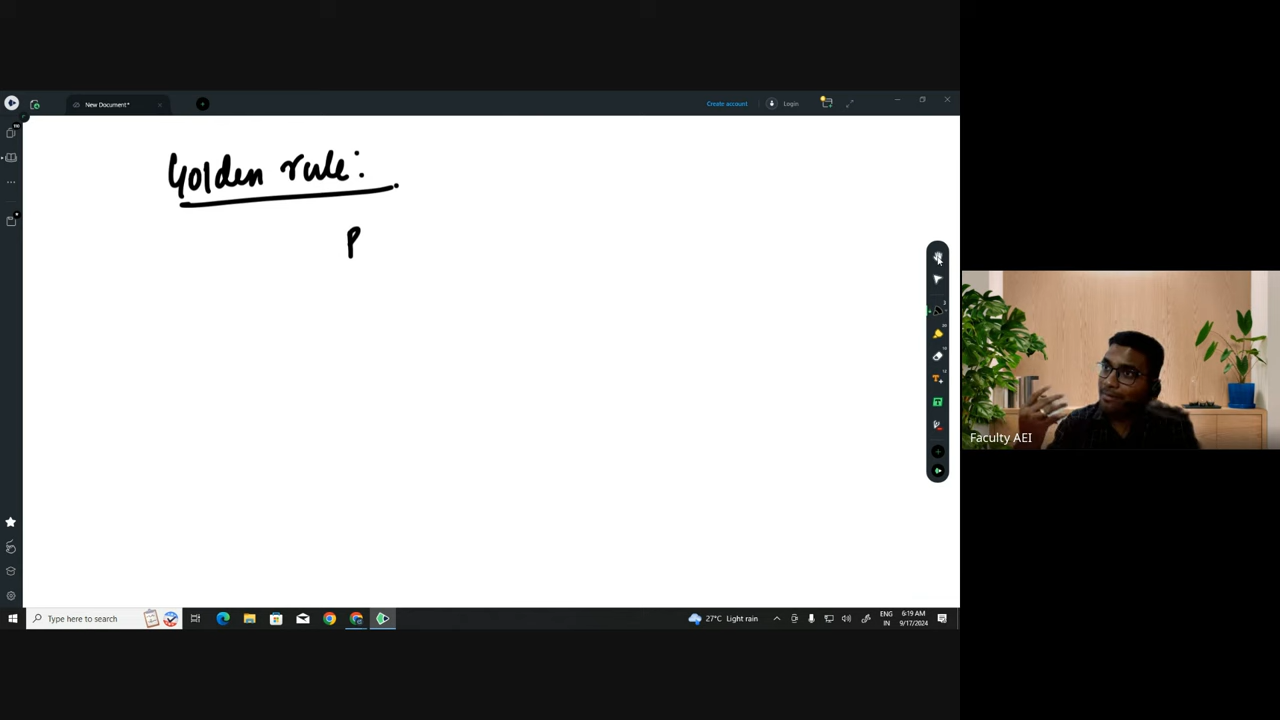 New Document*
Create account
Login
Golden rule:
P
Faculty AEI
Type here to search
27°C Light rain
ENG
IN
6:19 AM
9/17/2024